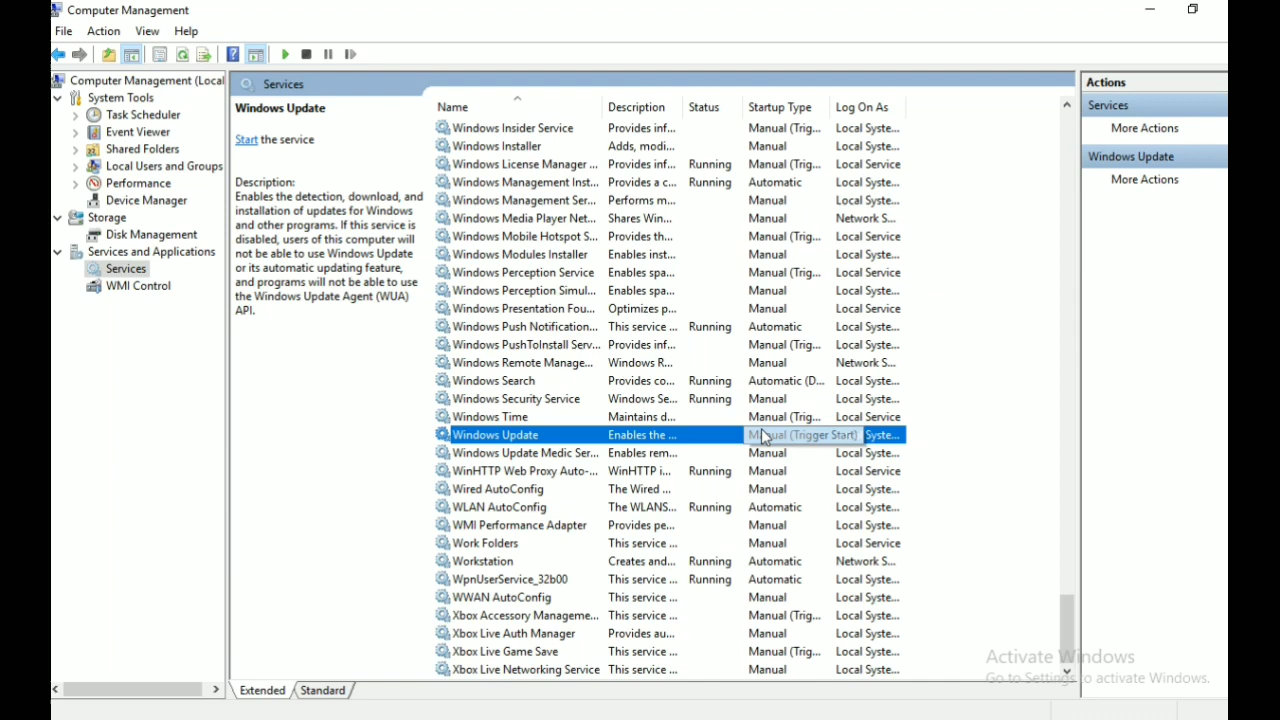 Computer Management
File Action View Help
Computer Management (Local
System Tools
Task Scheduler
Event Viewer
Shared Folders
Local Users and Groups
Performance
Device Manager
Storage
Disk Management
Services and Applications
Services
WMI Control
Services
Windows Update
Start the service
Description:
Enables the detection, download, and
installation of updates for Windows
and other programs. If this service is
disabled, users of this computer will
not be able to use Windows Update
or its automatic updating feature,
and programs will not be able to use
the Windows Update Agent (WUA)
API.
Name Description Status Startup Type Log On As
Windows Insider Service Provides inf... Manual (Trig... Local Syste...
Windows Installer Adds, modi... Manual Local Syste...
Windows License Manager ... Provides inf... Running Manual (Trig... Local Service
Windows Management Inst... Provides a c... Running Automatic Local Syste...
Windows Management Ser... Performs m... Manual Local Syste...
Windows Media Player Net... Shares Win... Manual Network S...
Windows Mobile Hotspot S... Provides th... Manual (Trig... Local Service
Windows Modules Installer Enables inst... Manual Local Syste...
Windows Perception Service Enables spa... Manual (Trig... Local Service
Windows Perception Simul... Enables spa... Manual Local Syste...
Windows Presentation Fou... Optimizes p... Manual Local Service
Windows Push Notification... This service ... Running Automatic Local Syste...
Windows PushToInstall Serv... Provides inf... Manual (Trig... Local Syste...
Windows Remote Manage... Windows R... Manual Network S...
Windows Search Provides co... Running Automatic (D... Local Syste...
Windows Security Service Windows Se... Running Manual Local Syste...
Windows Time Maintains d... Manual (Trig... Local Service
Windows Update Enables the ... Manual (Trigger Start) Syste...
Windows Update Medic Ser... Enables rem... Manual Local Syste...
WinHTTP Web Proxy Auto-... WinHTTP i... Running Manual Local Service
Wired AutoConfig The Wired ... Manual Local Syste...
WLAN AutoConfig The WLANS... Running Automatic Local Syste...
WMI Performance Adapter Provides pe... Manual Local Syste...
Work Folders This service ... Manual Local Service
Workstation Creates and... Running Automatic Network S...
WpnUserService_32b00 This service ... Running Automatic Local Syste...
WWAN AutoConfig This service ... Manual Local Syste...
Xbox Accessory Manageme... This service ... Manual (Trig... Local Syste...
Xbox Live Auth Manager Provides au... Manual Local Syste...
Xbox Live Game Save This service ... Manual (Trig... Local Syste...
Xbox Live Networking Service This service ... Manual Local Syste...
Extended Standard
Actions
Services
More Actions
Windows Update
More Actions
Activate Windows
Go to Settings to activate Windows.